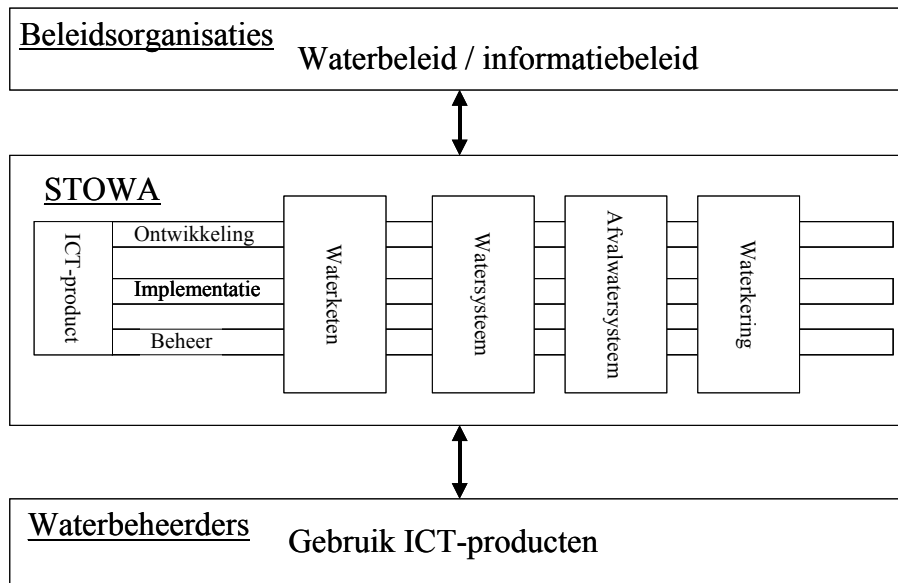 Beleidsorganisaties
Waterbeleid / informatiebeleid
STOWA
ICT-product
Ontwikkeling
Implementatie
Beheer
Waterketen
Watersysteem
Afvalwatersysteem
Waterkering
Waterbeheerders
Gebruik ICT-producten